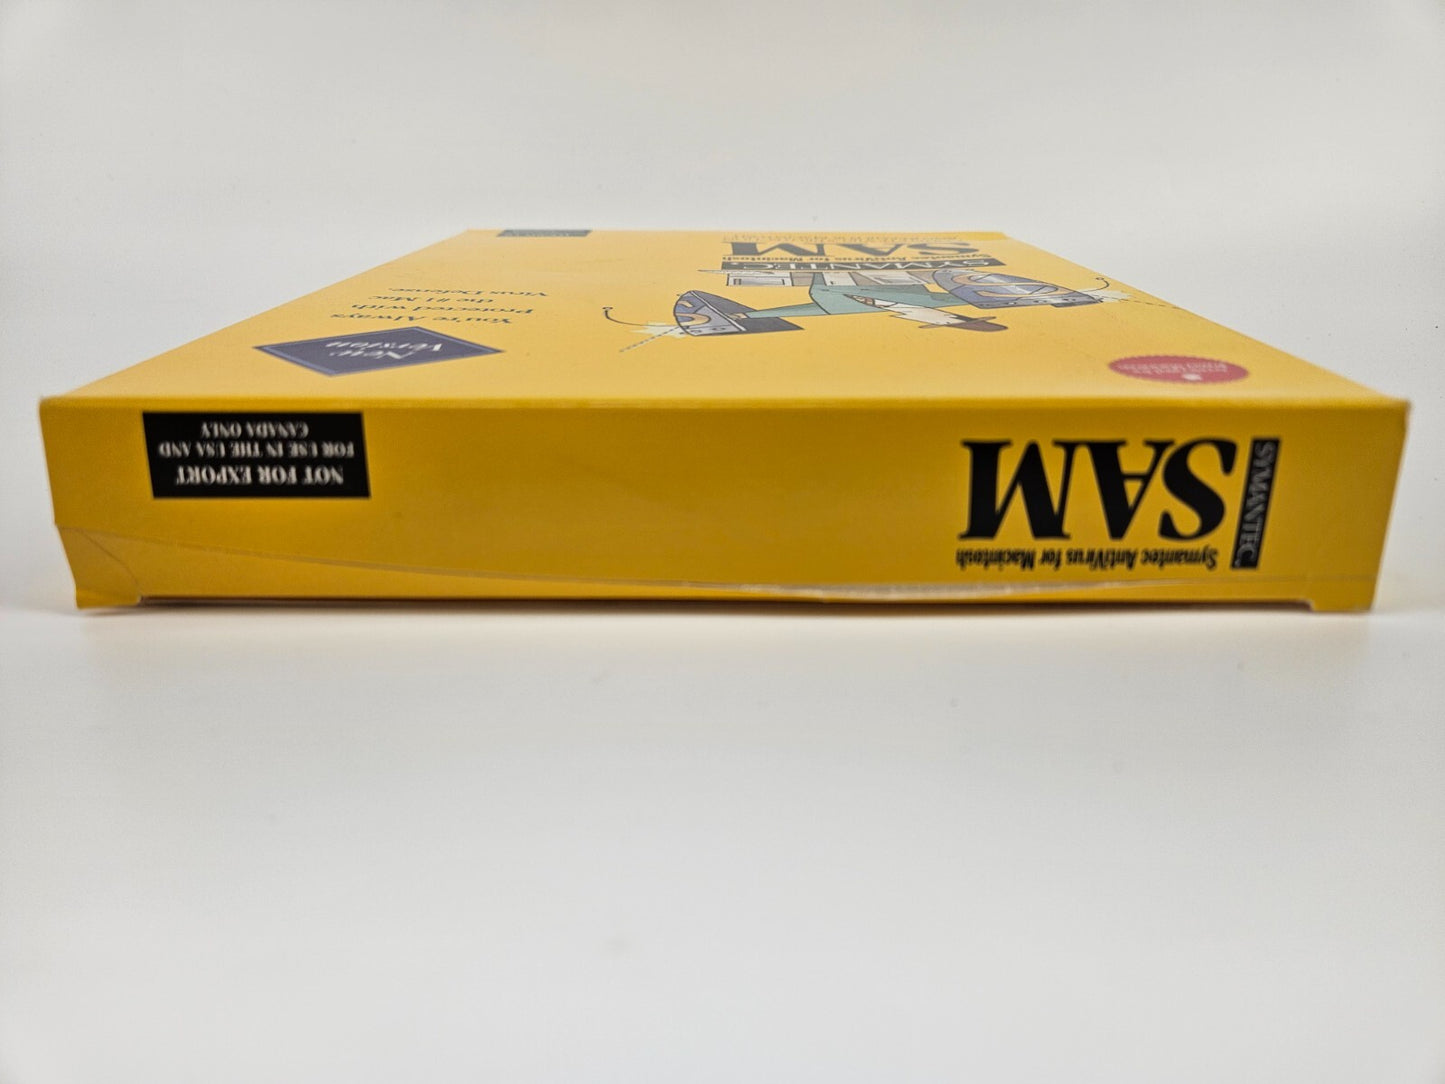 SYMANTEC.
SAM
Symantec AntiVirus for Macintosh
You're Always
Protected with
the #1 Mac
Virus Defense
New
Version
SYMANTEC.
SAM
Symantec AntiVirus for Macintosh
NOT FOR EXPORT
FOR USE IN THE USA AND
CANADA ONLY